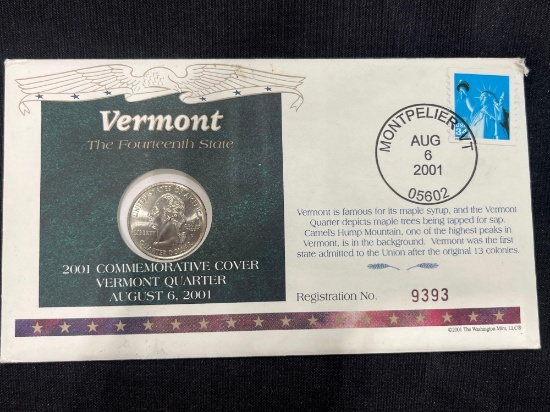 Vermont
The Fourteenth State
2001 COMMEMORATIVE COVER
VERMONT QUARTER
AUGUST 6, 2001
MONTPELIER VT
AUG
6
2001
05602
Vermont is famous for its maple syrup, and the Vermont
Quarter depicts maple trees being tapped for sap.
Camel's Hump Mountain, one of the highest peaks in
Vermont, is in the background. Vermont was the first
state admitted to the Union after the original 13 colonies.
Registration No. 9393
©2001 The Washington Mint, LLC®